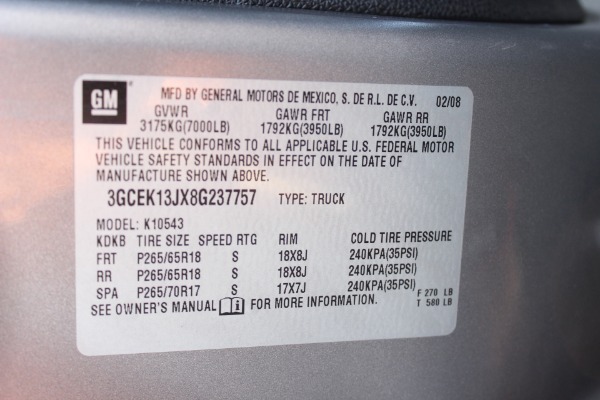 GM
MFD BY GENERAL MOTORS DE MEXICO, S. DE R.L. DE C.V. 02/08
GVWR GAWR FRT GAWR RR
3175KG(7000LB) 1792KG(3950LB) 1792KG(3950LB)
THIS VEHICLE CONFORMS TO ALL APPLICABLE U.S. FEDERAL MOTOR
VEHICLE SAFETY STANDARDS IN EFFECT ON THE DATE OF
MANUFACTURE SHOWN ABOVE.
3GCEK13JX8G237757 TYPE: TRUCK
MODEL: K10543
KDKB TIRE SIZE SPEED RTG RIM COLD TIRE PRESSURE
FRT P265/65R18 S 18X8J 240KPA(35PSI)
RR P265/65R18 S 18X8J 240KPA(35PSI)
SPA P265/70R17 S 17X7J 240KPA(35PSI)
F 270 LB
SEE OWNER'S MANUAL FOR MORE INFORMATION. T 580 LB